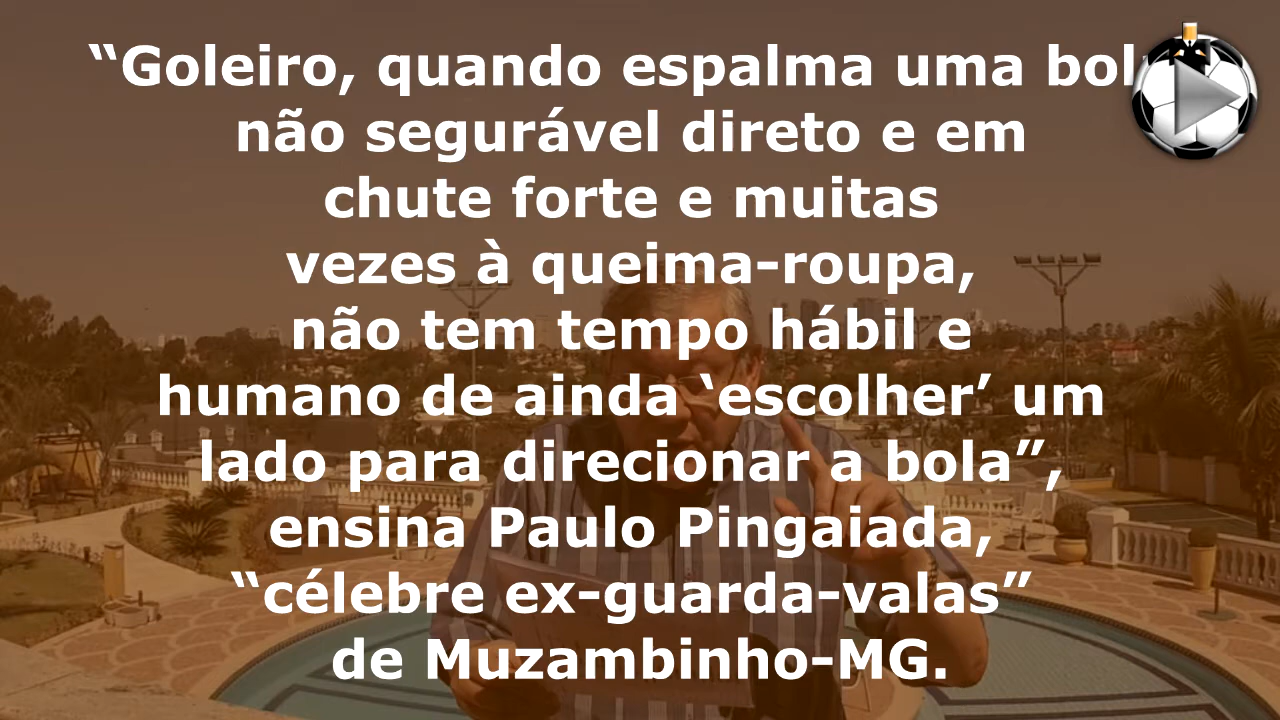 “Goleiro, quando espalma uma bola
não segurável direto e em
chute forte e muitas
vezes à queima-roupa,
não tem tempo hábil e
humano de ainda ‘escolher’ um
lado para direcionar a bola”,
ensina Paulo Pingaiada,
“célebre ex-guarda-valas”
de Muzambinho-MG.